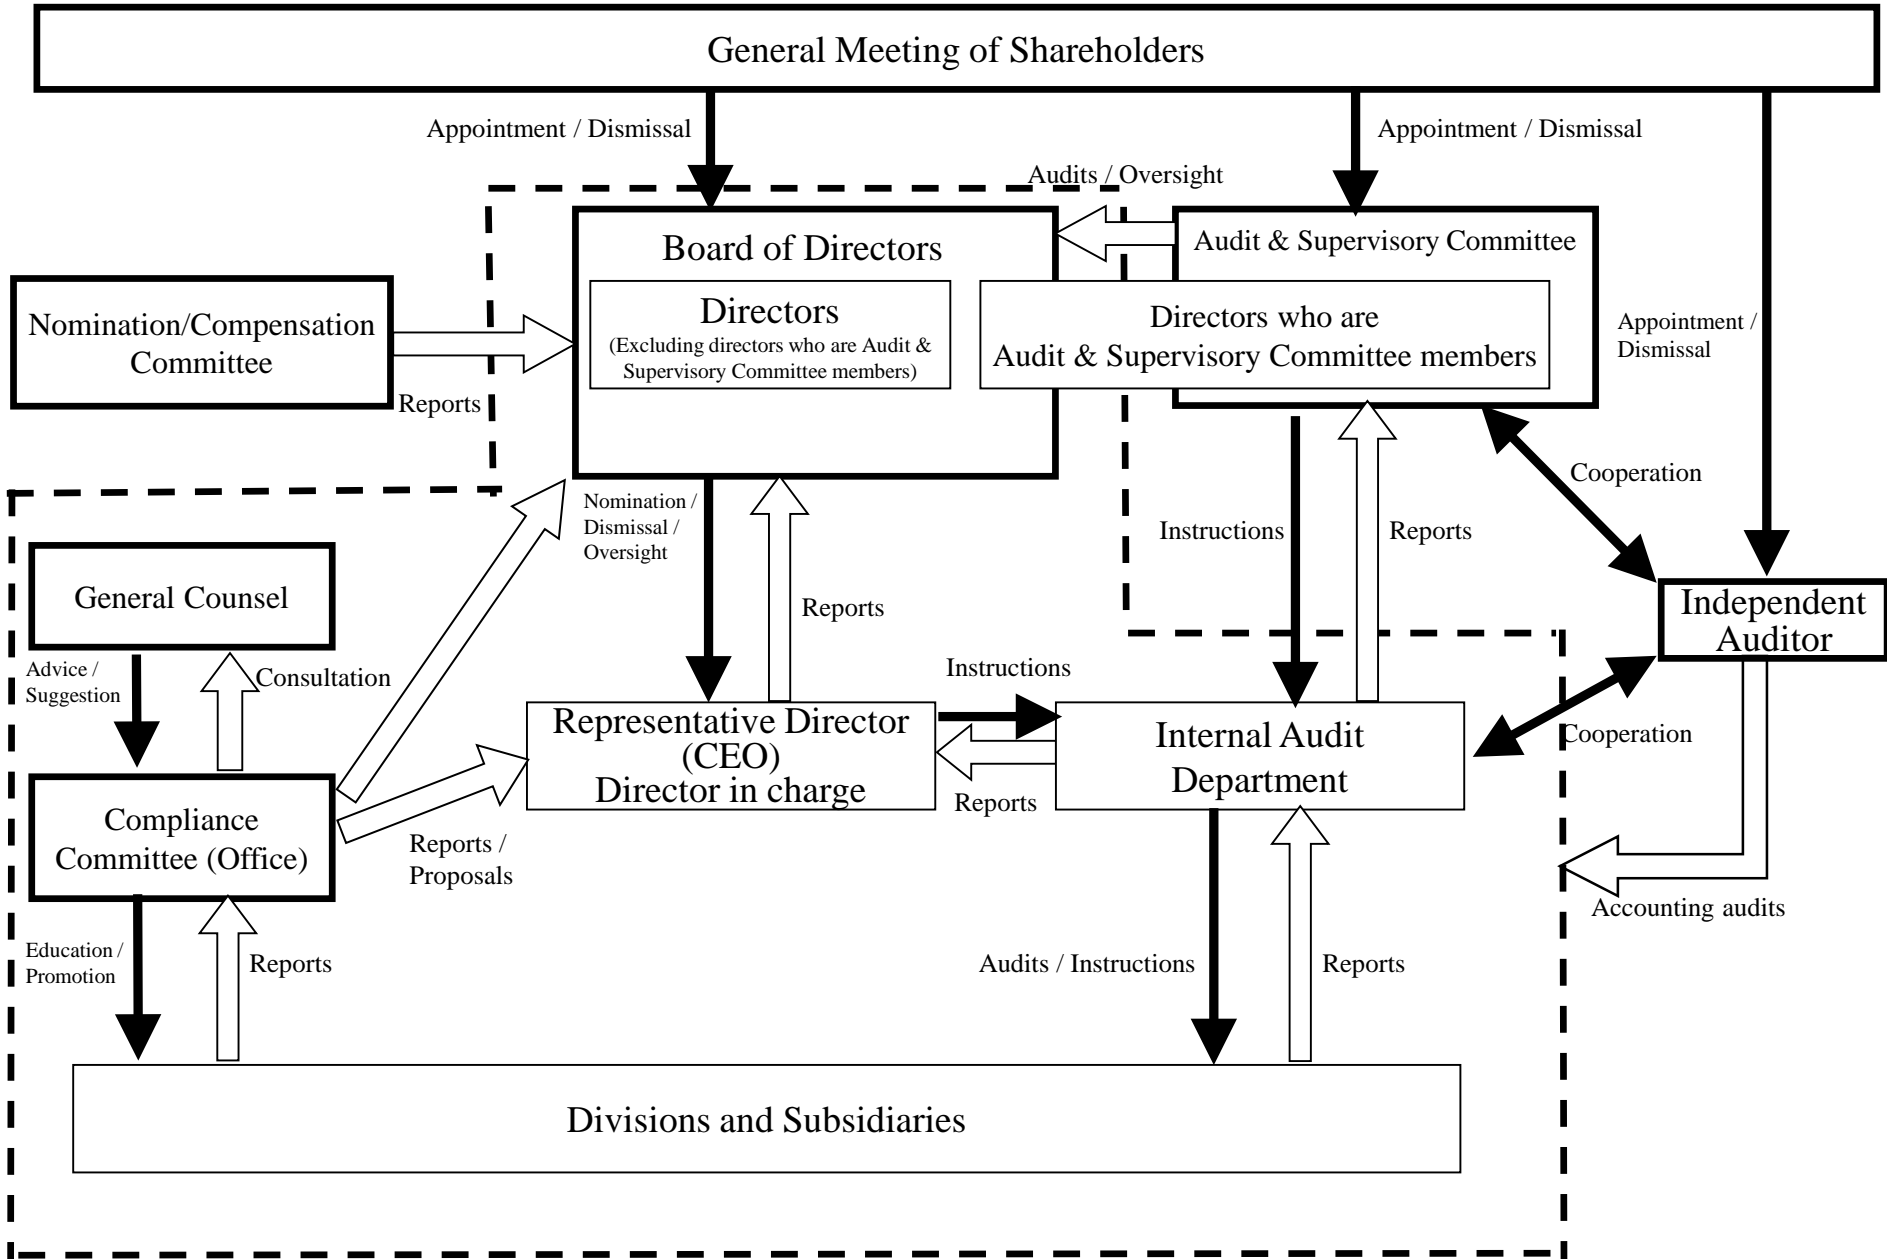 General Meeting of Shareholders
Appointment / Dismissal
Appointment / Dismissal
Audits / Oversight
Board of Directors
Audit & Supervisory Committee
Directors
(Excluding directors who are Audit &
Supervisory Committee members)
Directors who are
Audit & Supervisory Committee members
Nomination/Compensation
Committee
Reports
Appointment /
Dismissal
Cooperation
Nomination /
Dismissal /
Oversight
Instructions
Reports
General Counsel
Reports
Independent
Auditor
Advice /
Suggestion
Consultation
Instructions
Representative Director
(CEO)
Director in charge
Internal Audit
Department
Cooperation
Reports
Compliance
Committee (Office)
Reports /
Proposals
Accounting audits
Education /
Promotion
Reports
Audits / Instructions
Reports
Divisions and Subsidiaries